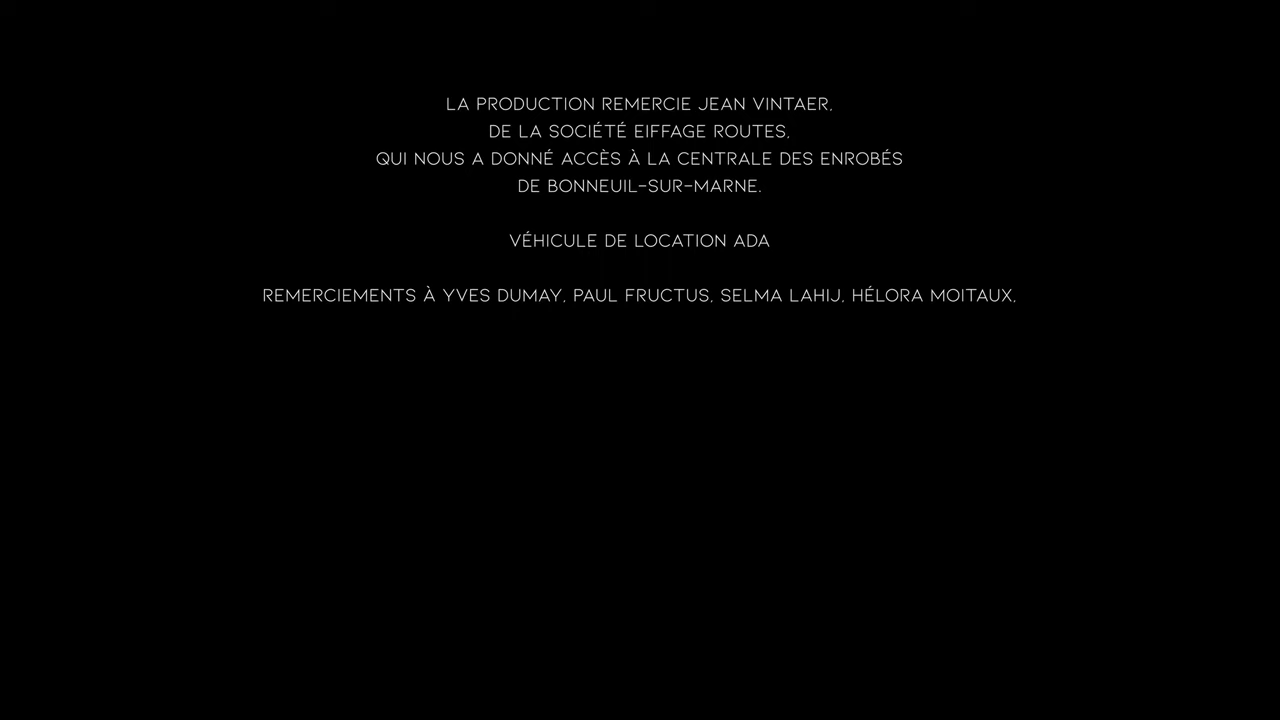 LA PRODUCTION REMERCIE JEAN VINTAER,
DE LA SOCIÉTÉ EIFFAGE ROUTES,
QUI NOUS A DONNÉ ACCÈS À LA CENTRALE DES ENROBÉS
DE BONNEUIL-SUR-MARNE.
VÉHICULE DE LOCATION ADA
REMERCIEMENTS À YVES DUMAY, PAUL FRUCTUS, SELMA LAHIJ, HÉLORA MOITAUX,